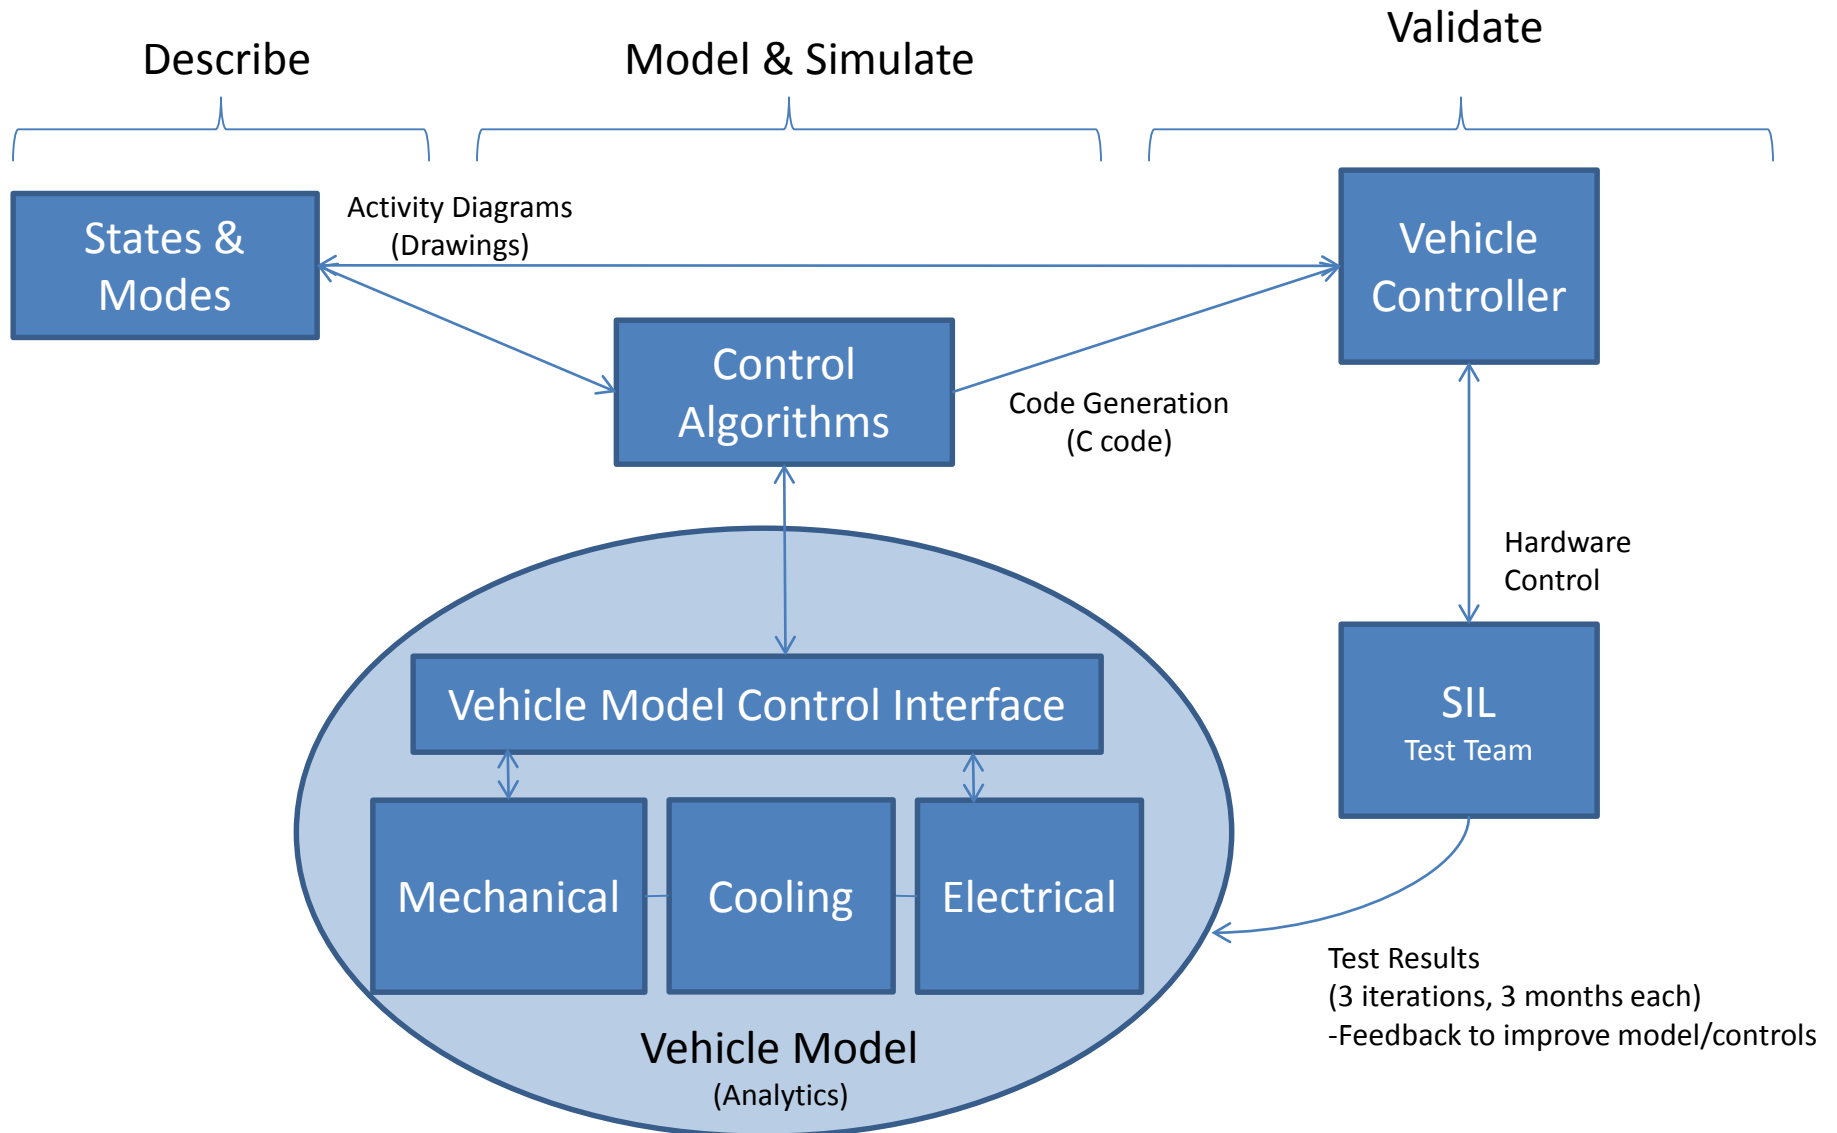 Describe
Model & Simulate
Validate
States &
Modes
Activity Diagrams
(Drawings)
Vehicle
Controller
Control
Algorithms
Code Generation
(C code)
Hardware
Control
Vehicle Model Control Interface
SIL
Test Team
Mechanical
Cooling
Electrical
Test Results
(3 iterations, 3 months each)
-Feedback to improve model/controls
Vehicle Model
(Analytics)